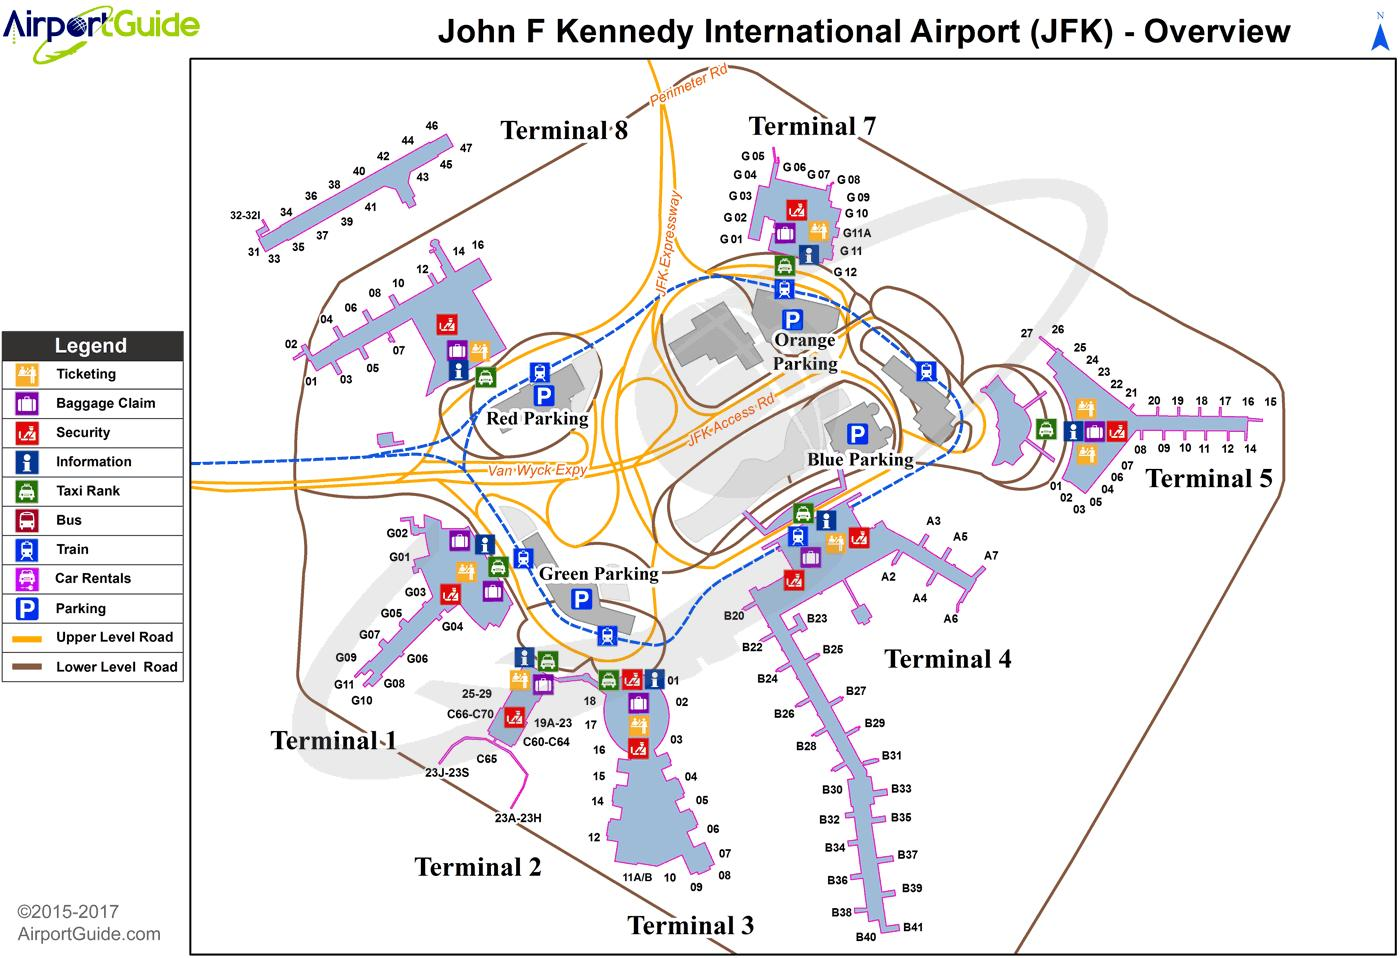 AirportGuide
John F Kennedy International Airport (JFK) - Overview
N
Perimeter Rd
Terminal 8
Terminal 7
46
44
47
42
45
40
43
38
36
41
34
39
32-32I
37
35
31
33
G 05
G 06
G 07
G 08
G 04
G 03
G 09
G 02
G 10
G 01
G11A
G 11
G 12
JFK Expressway
16
14
12
10
08
06
04
02
07
05
03
01
Orange
Parking
Red Parking
JFK Access Rd
Blue Parking
Van Wyck Expy
27
26
25
24
23
22
21
20
19
18
17
16
15
08
09
10
11
12
14
07
06
04
05
03
02
01
Terminal 5
Legend
Ticketing
Baggage Claim
Security
Information
Taxi Rank
Bus
Train
Car Rentals
Parking
Upper Level Road
Lower Level Road
G02
G01
G03
G05
G04
G07
G06
G09
G08
G11
G10
Terminal 1
Green Parking
A3
A5
A7
A2
A4
A6
Terminal 4
B20
B23
B22
B25
B24
B27
B26
B29
B28
B31
B30
B33
B32
B35
B34
B37
B36
B39
B38
B41
B40
25-29
C66-C70
19A-23
C60-C64
C65
23J-23S
23A-23H
Terminal 2
01
18
02
17
03
16
15
04
14
05
12
06
07
11A/B
10
08
09
Terminal 3
©2015-2017
AirportGuide.com